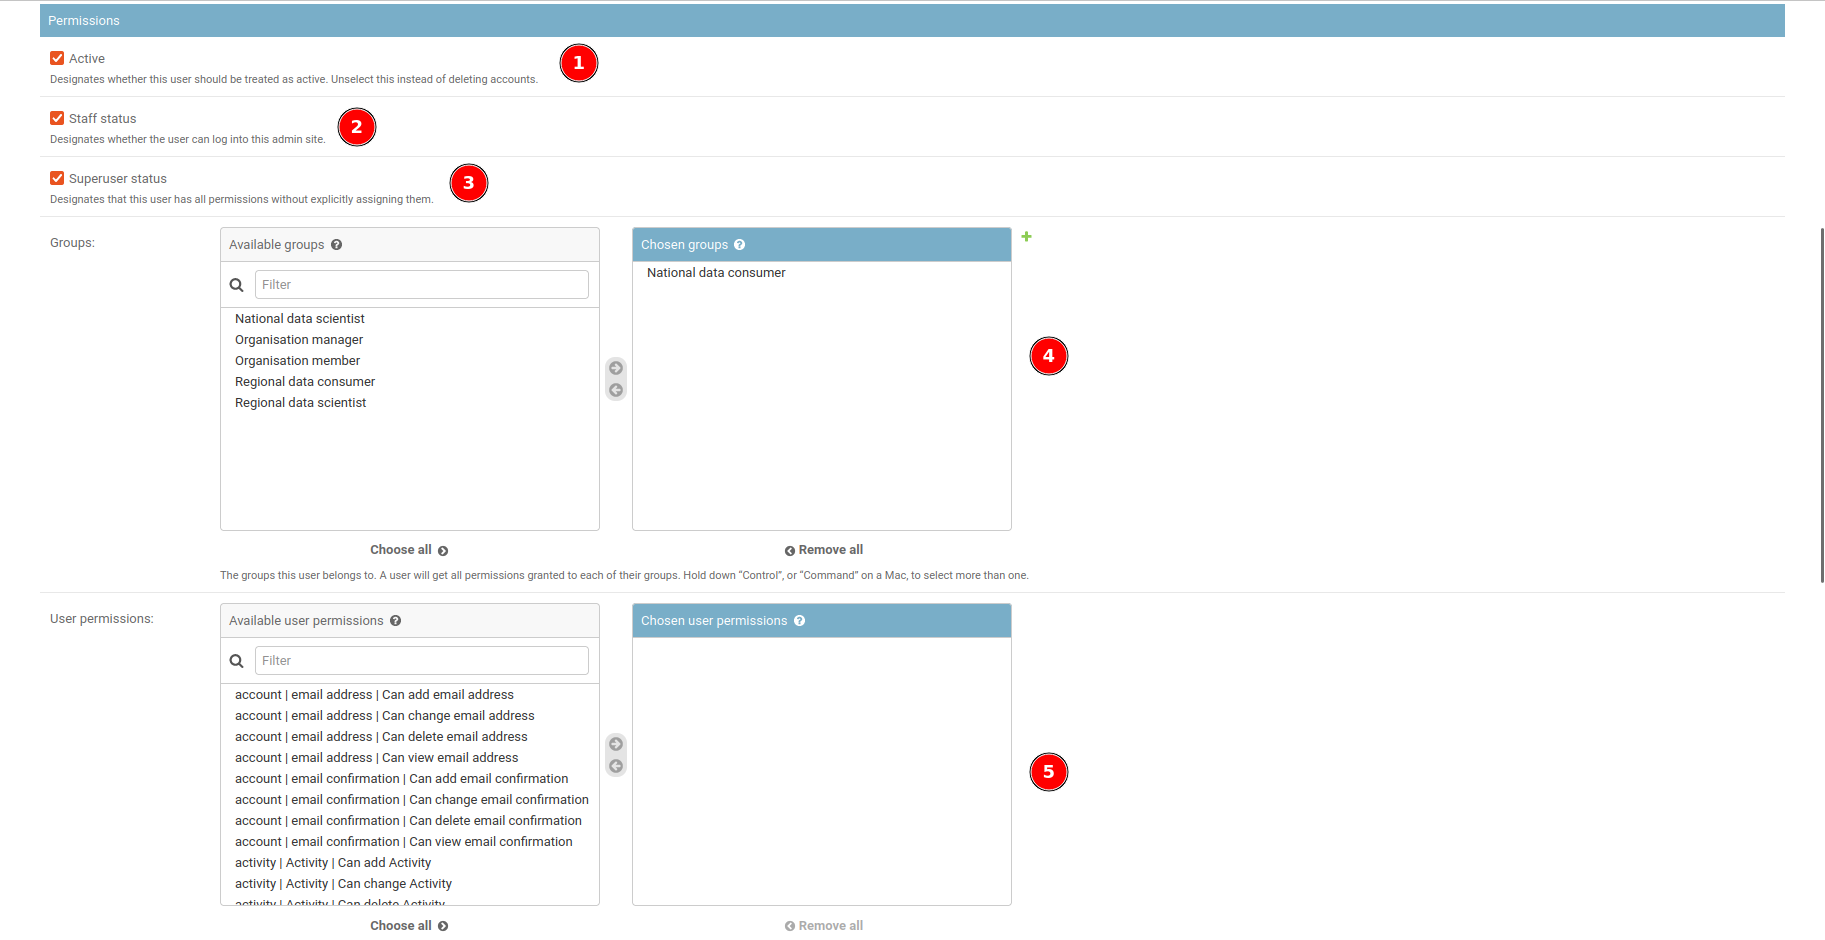 Permissions
Active
1
Designates whether this user should be treated as active. Unselect this instead of deleting accounts.
Staff status
2
Designates whether the user can log into this admin site.
Superuser status
3
Designates that this user has all permissions without explicitly assigning them.
Groups:
Available groups ?
Filter
National data scientist
Organisation manager
Organisation member
Regional data consumer
Regional data scientist
Choose all
Chosen groups ?
National data consumer
Remove all
4
The groups this user belongs to. A user will get all permissions granted to each of their groups. Hold down “Control”, or “Command” on a Mac, to select more than one.
User permissions:
Available user permissions ?
Filter
account | email address | Can add email address
account | email address | Can change email address
account | email address | Can delete email address
account | email address | Can view email address
account | email confirmation | Can add email confirmation
account | email confirmation | Can change email confirmation
account | email confirmation | Can delete email confirmation
account | email confirmation | Can view email confirmation
activity | Activity | Can add Activity
activity | Activity | Can change Activity
activity | Activity | Can delete Activity
Choose all
Chosen user permissions ?
Remove all
5